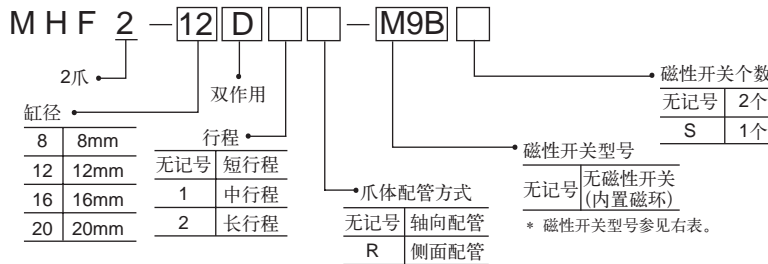 MHF2－12D□□－M9B□
2爪
双作用
缸径
8 8mm
12 12mm
16 16mm
20 20mm
行程
无记号 短行程
1 中行程
2 长行程
爪体配管方式
无记号 轴向配管
R 侧面配管
磁性开关型号
无记号 无磁性开关
(内置磁环)
* 磁性开关型号参见右表。
磁性开关个数
无记号 2个
S 1个